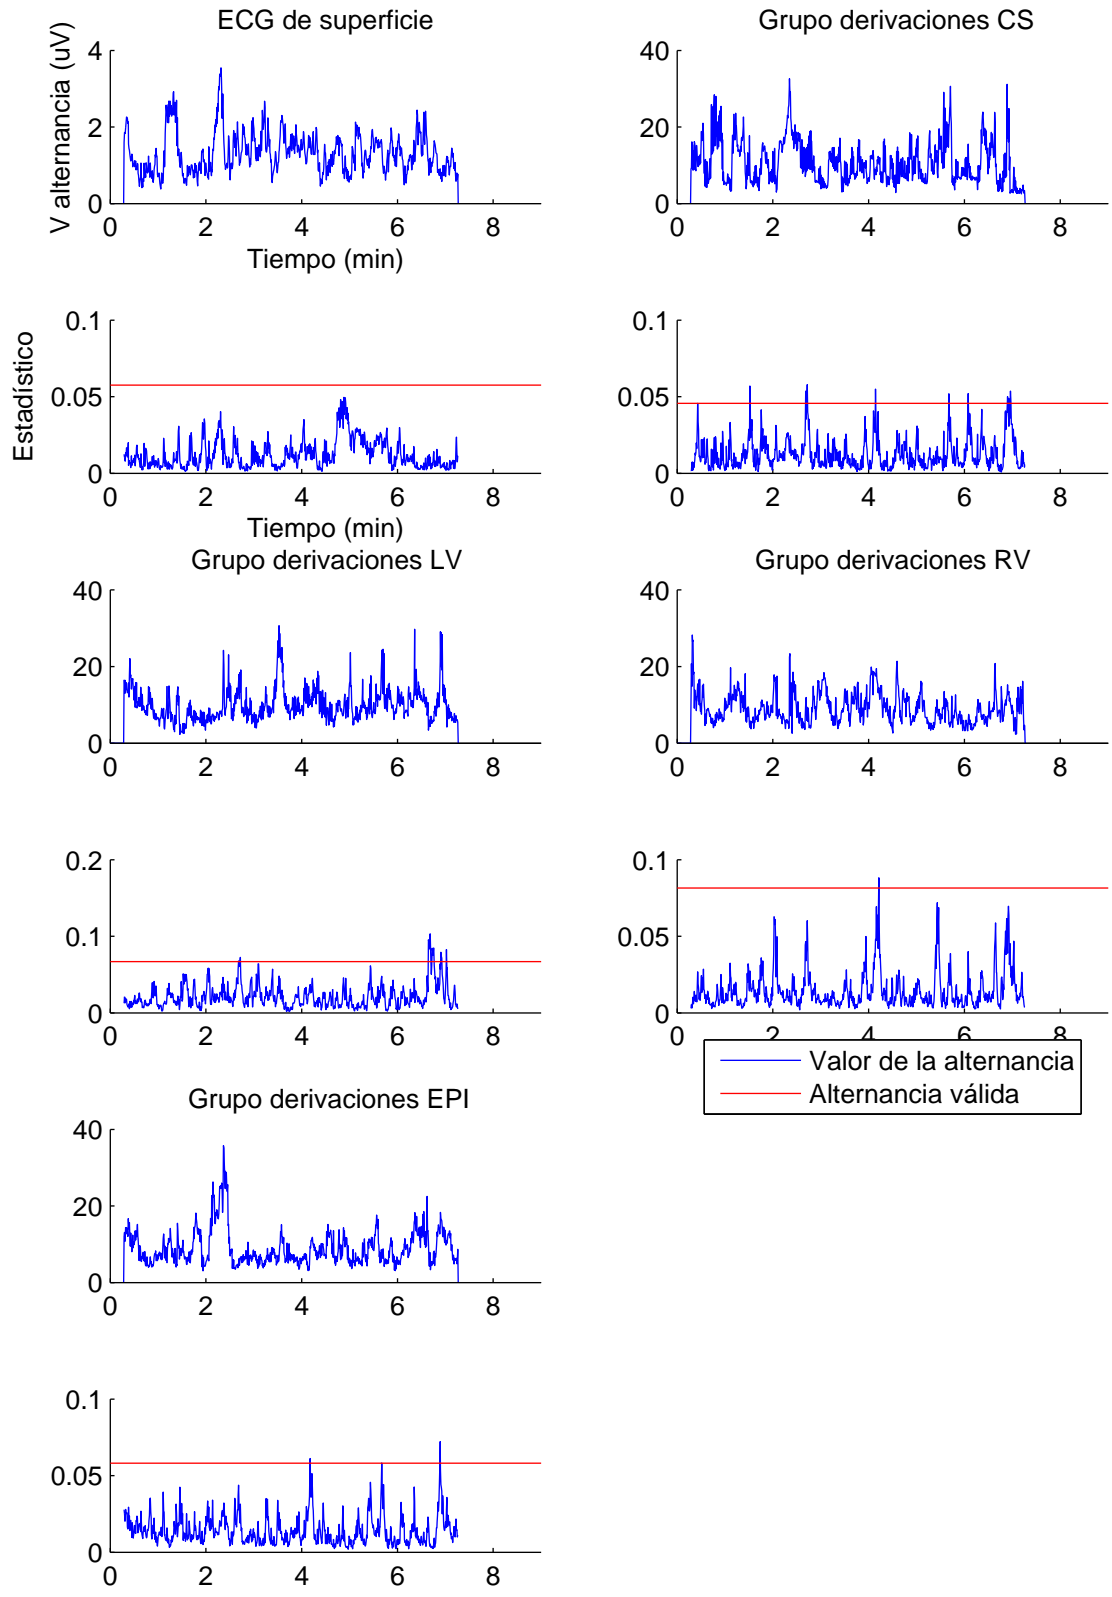 ECG de superficie
Grupo derivaciones CS
V alternancia (uV)
4
2
0
0 2 4 6 8
Tiempo (min)
40
20
0
0 2 4 6 8
Estadístico
0.1
0.05
0
0 2 4 6 8
Tiempo (min)
0.1
0.05
0
0 2 4 6 8
Grupo derivaciones LV
Grupo derivaciones RV
40
20
0
0 2 4 6 8
40
20
0
0 2 4 6 8
0.2
0.1
0
0 2 4 6 8
0.1
0.05
0
0 2 4 6 8
Valor de la alternancia
Alternancia válida
Grupo derivaciones EPI
40
20
0
0 2 4 6 8
0.1
0.05
0
0 2 4 6 8